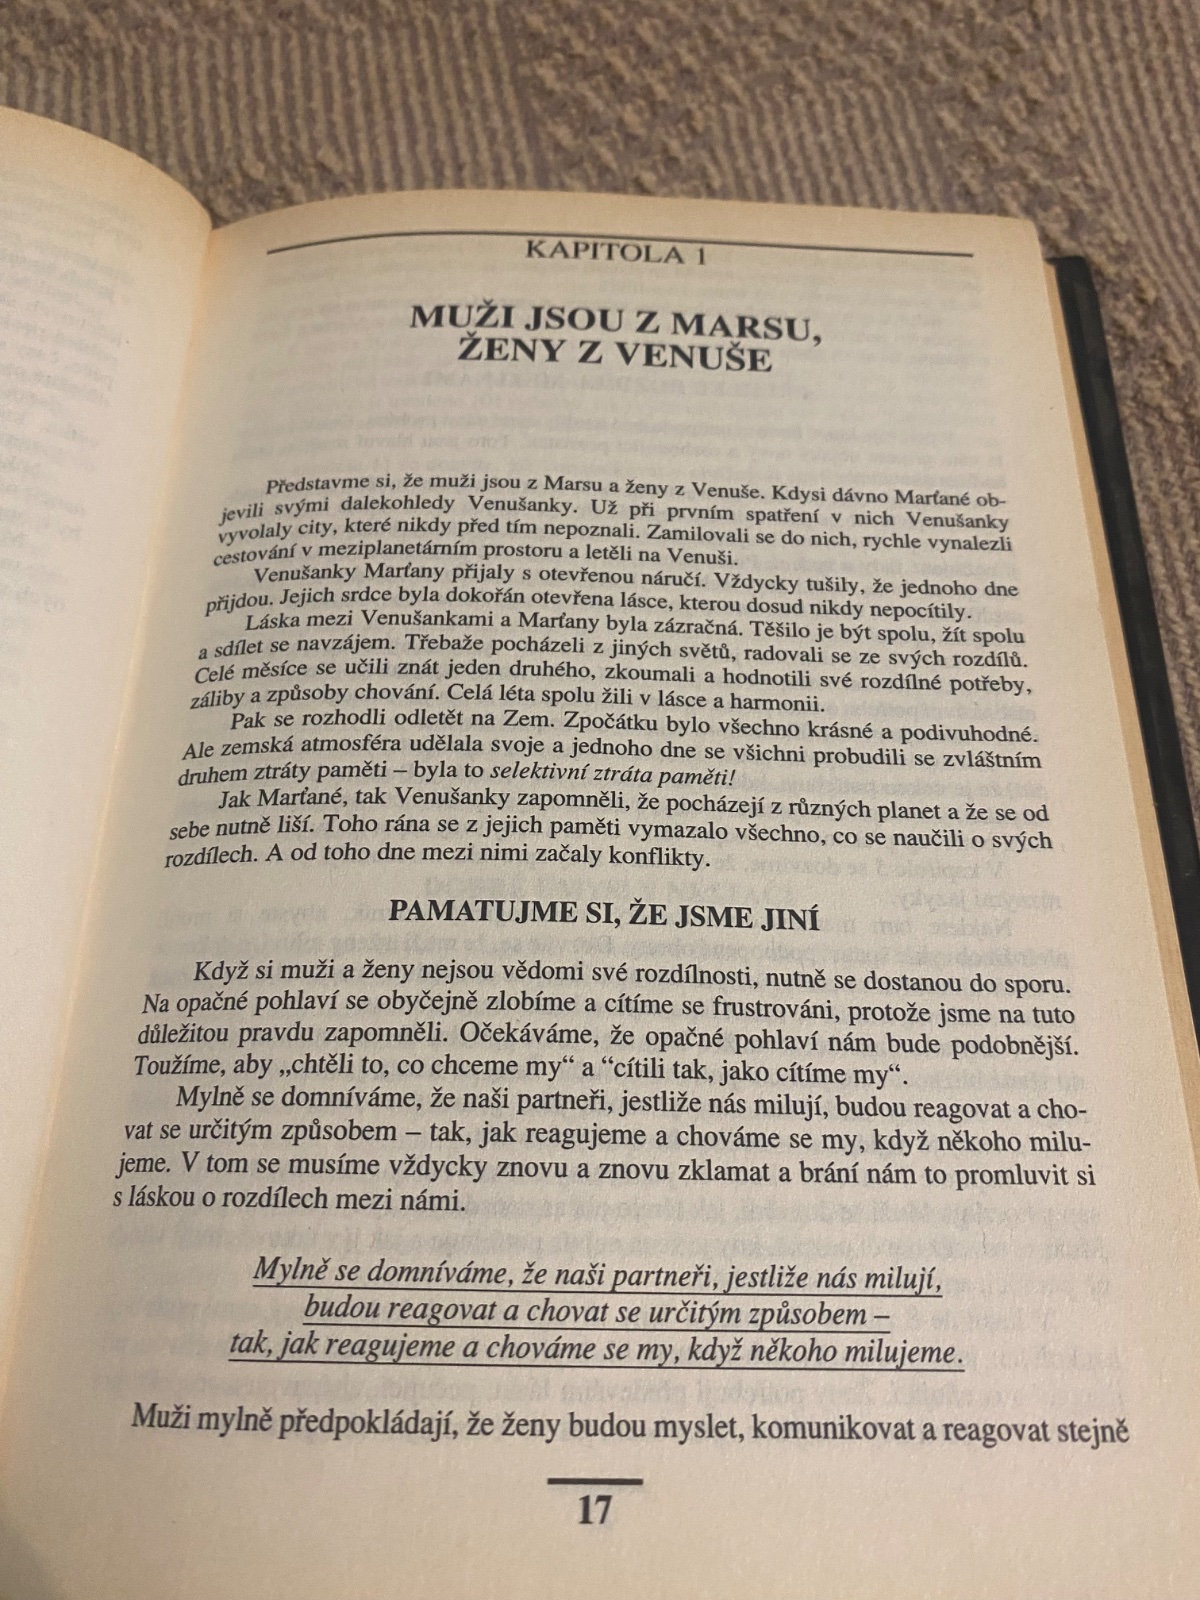 KAPITOLA 1
MUŽI JSOU Z MARSU,
ŽENY Z VENUŠE
Představme si, že muži jsou z Marsu a ženy z Venuše. Kdysi dávno Marťané ob-
jevili svými dalekohledy Venušanky. Už při prvním spatření v nich Venušanky
vyvolaly city, které nikdy před tím nepoznali. Zamilovali se do nich, rychle vynalezli
cestování v meziplanetárním prostoru a letěli na Venuši.
Venušanky Marťany přijaly s otevřenou náručí. Vždycky tušily, že jednoho dne
přijdou. Jejich srdce byla dokořán otevřena lásce, kterou dosud nikdy nepocítily.
Láska mezi Venušankami a Marťany byla zázračná. Těšilo je být spolu, žít spolu
a sdílet se navzájem. Třebaže pocházeli z jiných světů, radovali se ze svých rozdílů.
Celé měsíce se učili znát jeden druhého, zkoumali a hodnotili své rozdílné potřeby,
záliby a způsoby chování. Celá léta spolu žili v lásce a harmonii.
Pak se rozhodli odletět na Zem. Zpočátku bylo všechno krásné a podivuhodné.
Ale zemská atmosféra udělala svoje a jednoho dne se všichni probudili se zvláštním
druhem ztráty paměti – byla to selektivní ztráta paměti!
Jak Marťané, tak Venušanky zapomněli, že pocházejí z různých planet a že se od
sebe nutně liší. Toho rána se z jejich paměti vymazalo všechno, co se naučili o svých
rozdílech. A od toho dne mezi nimi začaly konflikty.
PAMATUJME SI, ŽE JSME JINÍ
Když si muži a ženy nejsou vědomi své rozdílnosti, nutně se dostanou do sporu.
Na opačné pohlaví se obyčejně zlobíme a cítíme se frustrováni, protože jsme na tuto
důležitou pravdu zapomněli. Očekáváme, že opačné pohlaví nám bude podobnější.
Toužíme, aby „chtěli to, co chceme my“ a “cítili tak, jako cítíme my“.
Mylně se domníváme, že naši partneři, jestliže nás milují, budou reagovat a cho-
vat se určitým způsobem – tak, jak reagujeme a chováme se my, když někoho milu-
jeme. V tom se musíme vždycky znovu a znovu zklamat a brání nám to promluvit si
s láskou o rozdílech mezi námi.
Mylně se domníváme, že naši partneři, jestliže nás milují,
budou reagovat a chovat se určitým způsobem –
tak, jak reagujeme a chováme se my, když někoho milujeme.
Muži mylně předpokládají, že ženy budou myslet, komunikovat a reagovat stejně
17